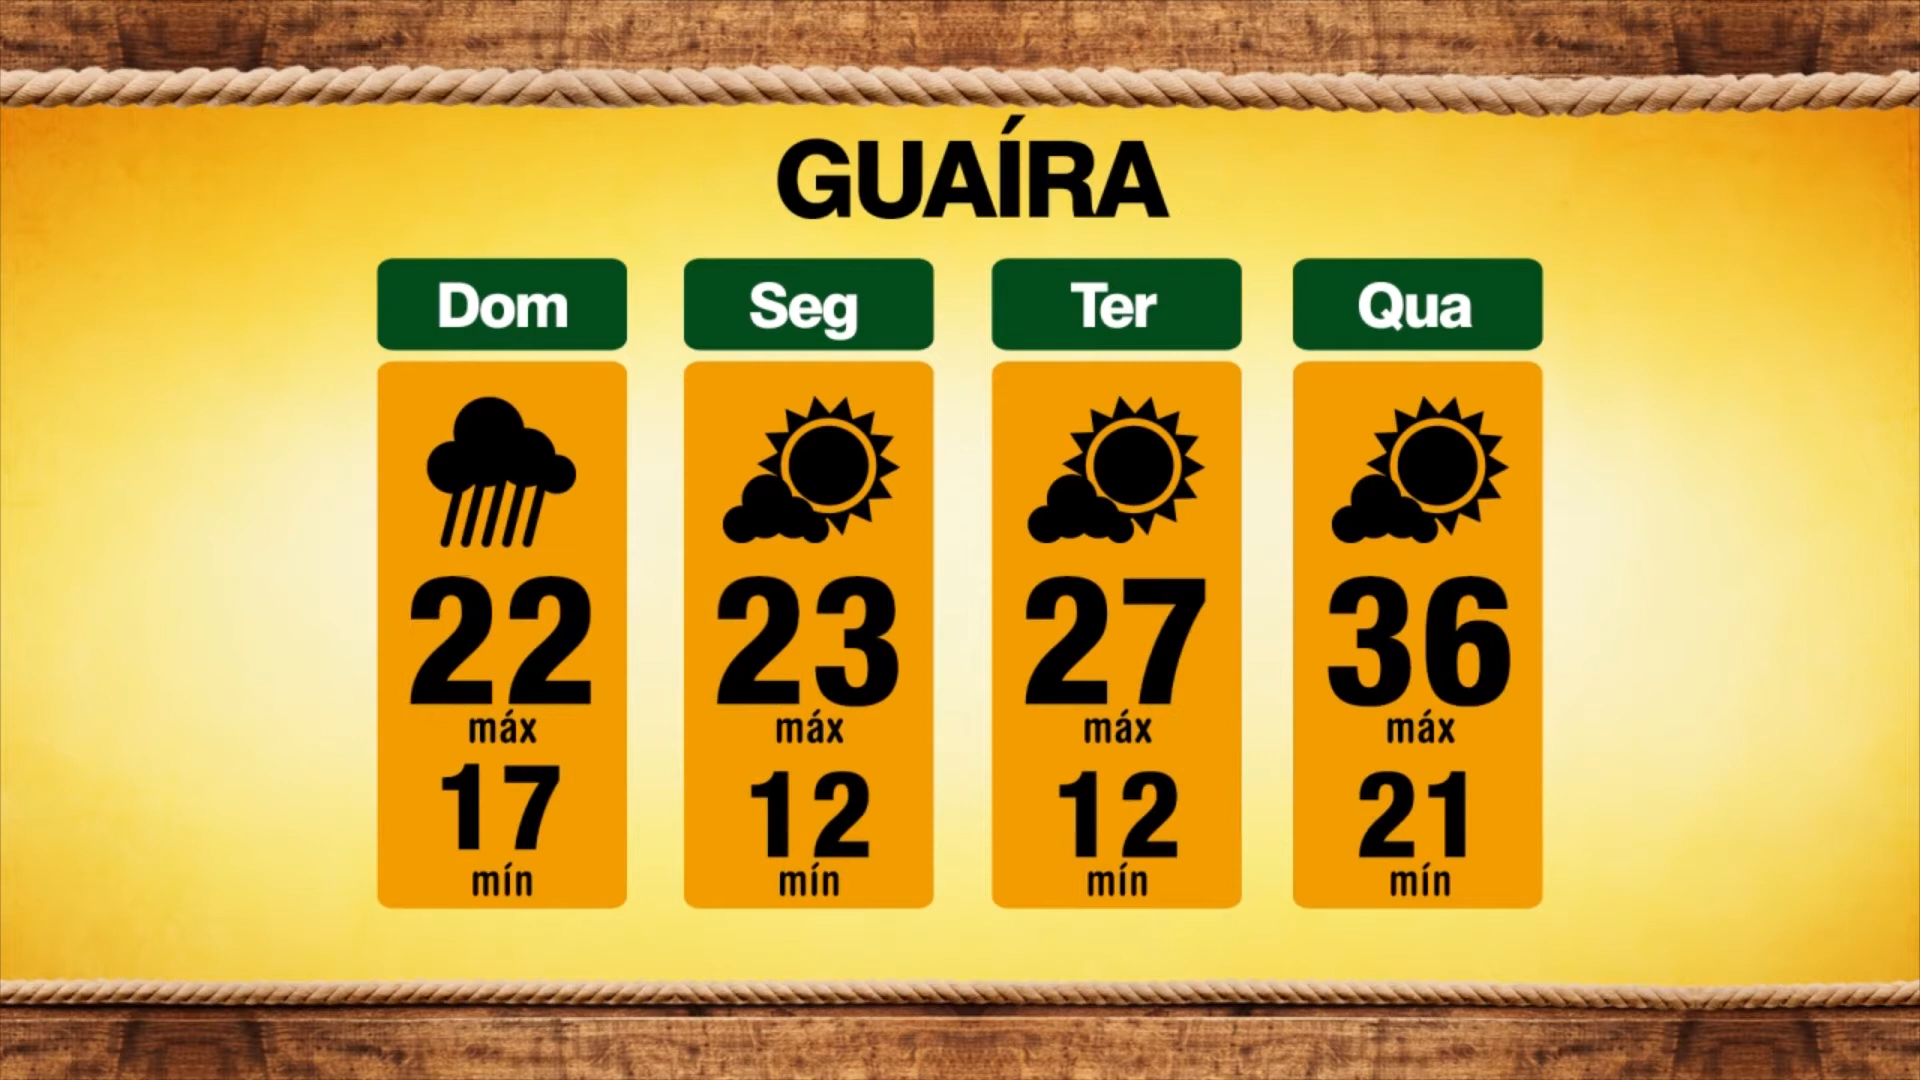 GUAÍRA
Dom Seg Ter Qua
22 23 27 36
máx máx máx máx
17 12 12 21
mín mín mín mín